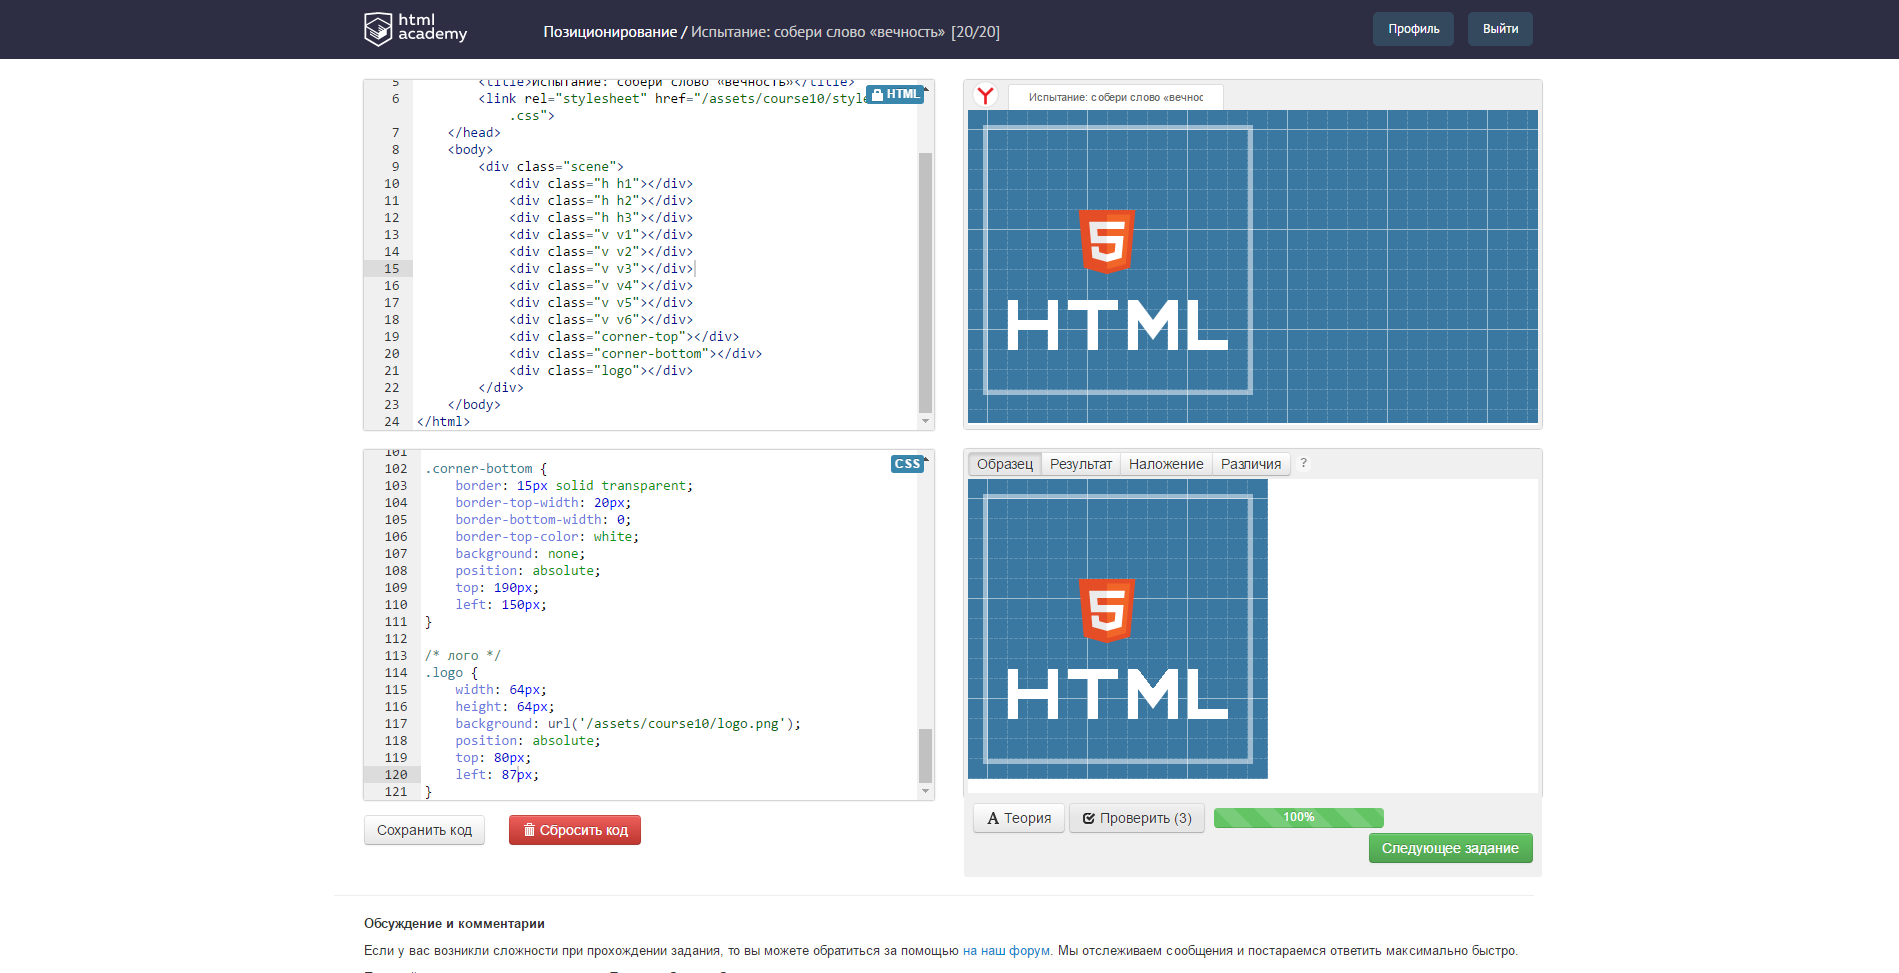 html
academy
Позиционирование / Испытание: собери слово «вечность» [20/20]
Профиль
Выйти
5 <title>Испытание: собери слово «вечность»</title>
6 <link rel="stylesheet" href="/assets/course10/style
.css">
7 </head>
8 <body>
9 <div class="scene">
10 <div class="h h1"></div>
11 <div class="h h2"></div>
12 <div class="h h3"></div>
13 <div class="v v1"></div>
14 <div class="v v2"></div>
15 <div class="v v3"></div>
16 <div class="v v4"></div>
17 <div class="v v5"></div>
18 <div class="v v6"></div>
19 <div class="corner-top"></div>
20 <div class="corner-bottom"></div>
21 <div class="logo"></div>
22 </div>
23 </body>
24 </html>
HTML
Испытание: собери слово «вечнос
5
HTML
101
102 .corner-bottom {
103 border: 15px solid transparent;
104 border-top-width: 20px;
105 border-bottom-width: 0;
106 border-top-color: white;
107 background: none;
108 position: absolute;
109 top: 190px;
110 left: 150px;
111 }
112
113 /* лого */
114 .logo {
115 width: 64px;
116 height: 64px;
117 background: url('/assets/course10/logo.png');
118 position: absolute;
119 top: 80px;
120 left: 87px;
121 }
CSS
Образец Результат Наложение Различия ?
5
HTML
Сохранить код
Сбросить код
Теория
Проверить (3)
100%
Следующее задание
Обсуждение и комментарии
Если у вас возникли сложности при прохождении задания, то вы можете обратиться за помощью на наш форум. Мы отслеживаем сообщения и постараемся ответить максимально быстро.